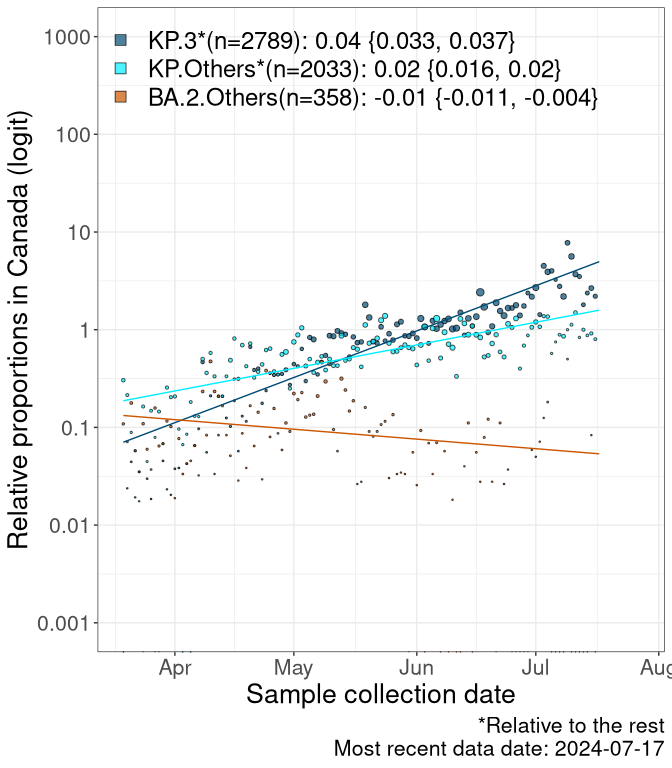 KP.3*(n=2789): 0.04 {0.033, 0.037}
KP.Others*(n=2033): 0.02 {0.016, 0.02}
BA.2.Others(n=358): -0.01 {-0.011, -0.004}
Relative proportions in Canada (logit)
1000
100
10
1
0.1
0.01
0.001
Apr May Jun Jul Aug
Sample collection date
*Relative to the rest
Most recent data date: 2024-07-17